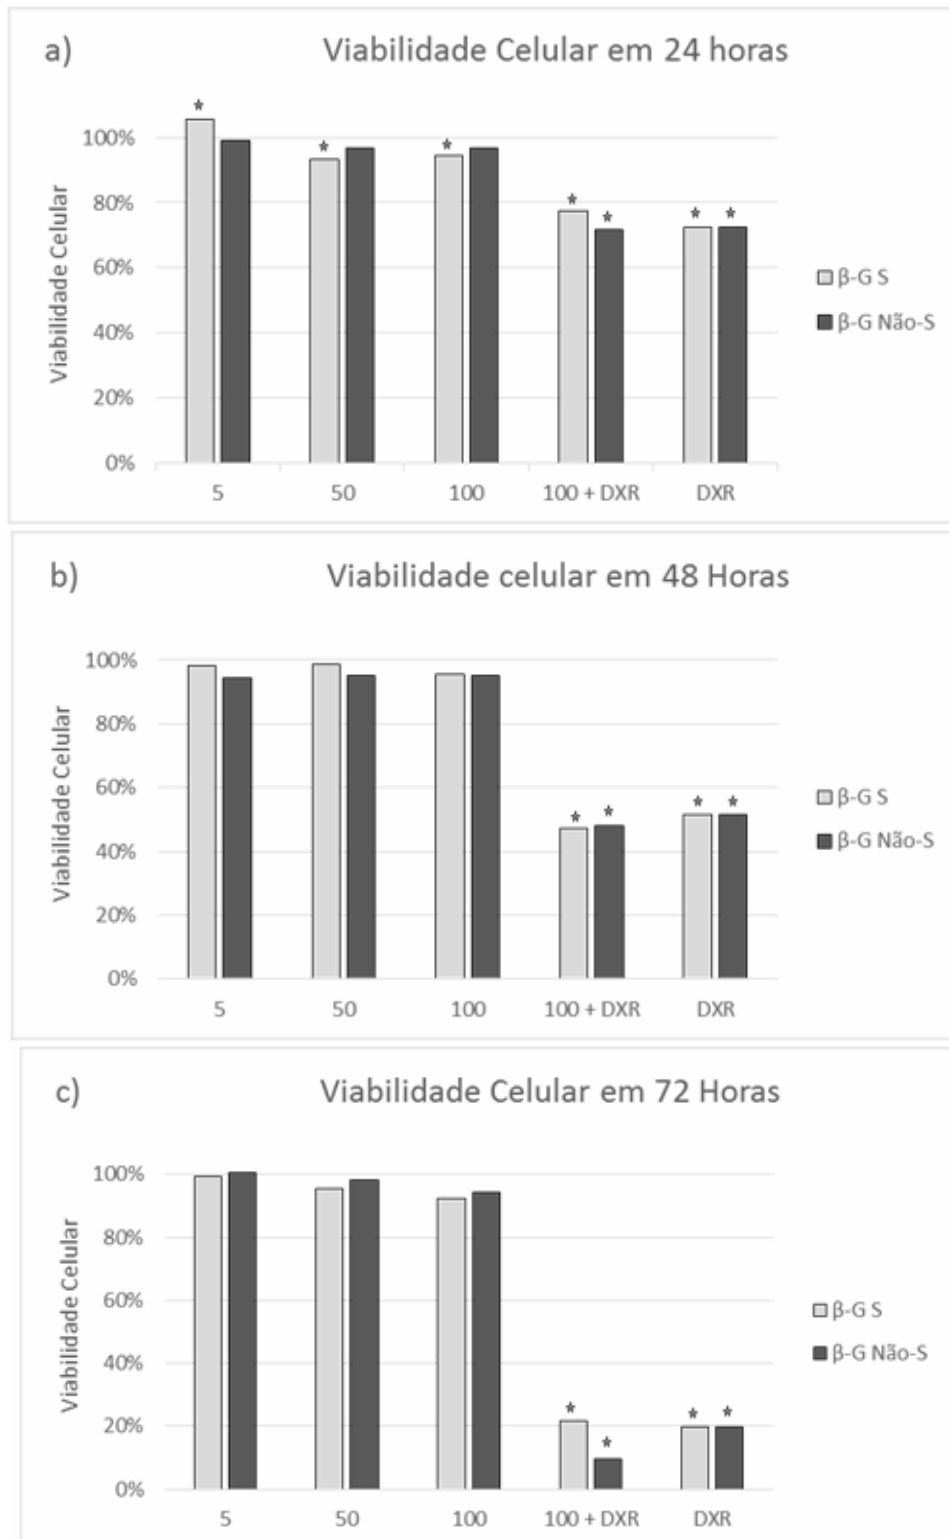 a) Viabilidade Celular em 24 horas
Viabilidade Celular
* * * * * * *
100%
80%
60%
40%
20%
0%
5 50 100 100 + DXR DXR
β-G S
β-G Não-S
b) Viabilidade celular em 48 Horas
Viabilidade Celular
* * * *
100%
80%
60%
40%
20%
0%
5 50 100 100 + DXR DXR
β-G S
β-G Não-S
c) Viabilidade Celular em 72 Horas
Viabilidade Celular
* * * *
100%
80%
60%
40%
20%
0%
5 50 100 100 + DXR DXR
β-G S
β-G Não-S